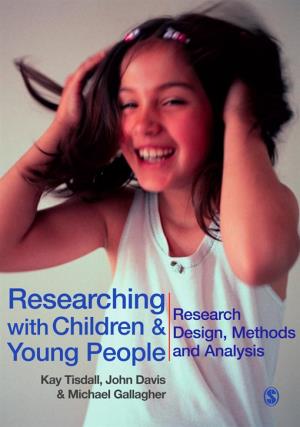 Researching
with Children &
Young People
Research
Design, Methods
and Analysis
Kay Tisdall, John Davis
& Michael Gallagher
S